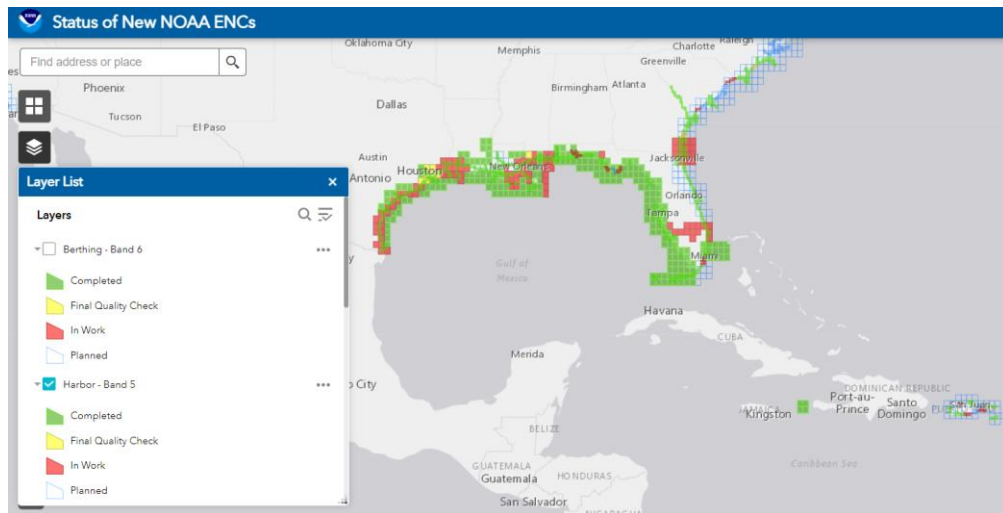 Status of New NOAA ENCs
Find address or place
Layer List
×
Layers
Berthing - Band 6
Completed
Final Quality Check
In Work
Planned
Harbor - Band 5
Completed
Final Quality Check
In Work
Planned
Oklahoma City
Memphis
Charlotte
Raleigh
Greenville
Phoenix
Birmingham
Atlanta
Dallas
Tucson
El Paso
Austin
Houston
Antonio
New Orleans
Jacksonville
Orlando
Tampa
Miami
Gulf of
Mexico
Havana
CUBA
Merida
o City
DOMINICAN REPUBLIC
Port-au-
Prince
Santo
Domingo
San Juan
JAMAICA
Kingston
BELIZE
GUATEMALA
Guatemala
HONDURAS
Caribbean Sea
San Salvador